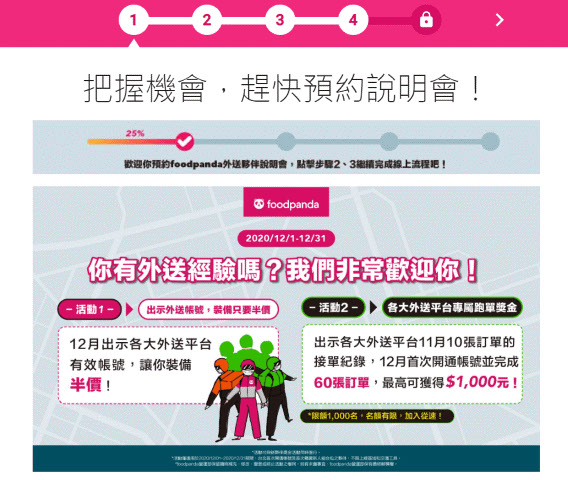 1 2 3 4
把握機會，趕快預約說明會！
25%
歡迎你預約foodpanda外送夥伴說明會，點擊步驟2、3繼續完成線上流程吧！
foodpanda
2020/12/1-12/31
你有外送經驗嗎？我們非常歡迎你！
－活動1－ 出示外送帳號，裝備只要半價
12月出示各大外送平台
有效帳號，讓你裝備
半價！
－活動2－ 各大外送平台專屬跑單獎金
出示各大外送平台11月10張訂單的
接單紀錄，12月首次開通帳號並完成
60張訂單，最高可獲得$1,000元！
*限額1,000名，名額有限，加入從速！